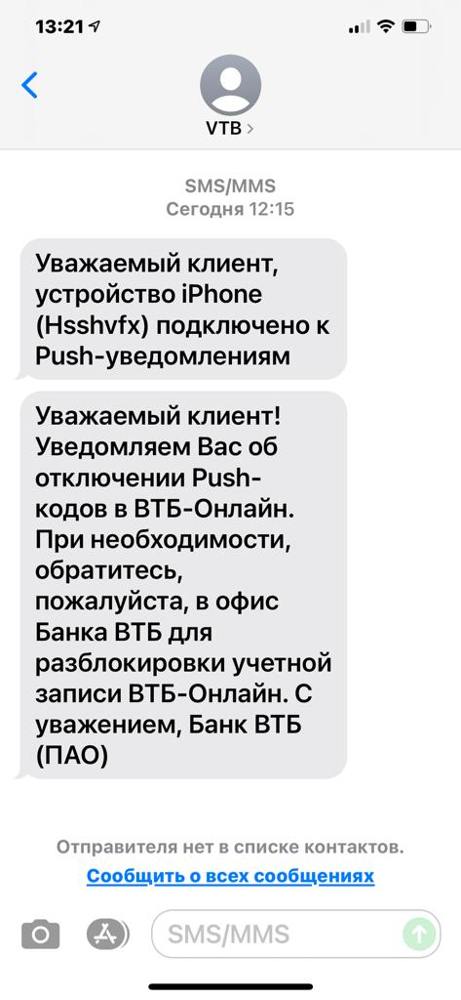 13:21
VTB
SMS/MMS
Сегодня 12:15
Уважаемый клиент,
устройство iPhone
(Hsshvfx) подключено к
Push-уведомлениям
Уважаемый клиент!
Уведомляем Вас об
отключении Push-
кодов в ВТБ-Онлайн.
При необходимости,
обратитесь,
пожалуйста, в офис
Банка ВТБ для
разблокировки учетной
записи ВТБ-Онлайн. С
уважением, Банк ВТБ
(ПАО)
Отправителя нет в списке контактов.
Сообщить о всех сообщениях
SMS/MMS